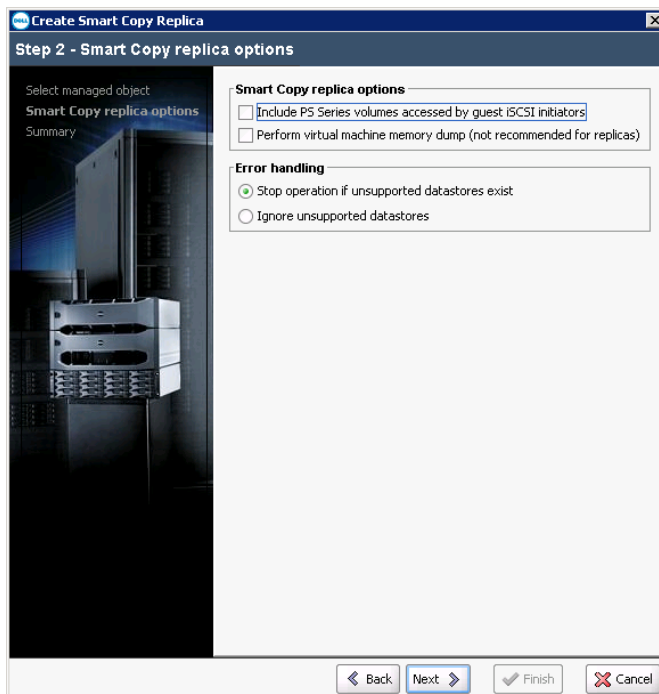 DELL
Create Smart Copy Replica
Step 2 - Smart Copy replica options
Select managed object
Smart Copy replica options
Summary
Smart Copy replica options
Include PS Series volumes accessed by guest iSCSI initiators
Perform virtual machine memory dump (not recommended for replicas)
Error handling
Stop operation if unsupported datastores exist
Ignore unsupported datastores
Back
Next
Finish
Cancel